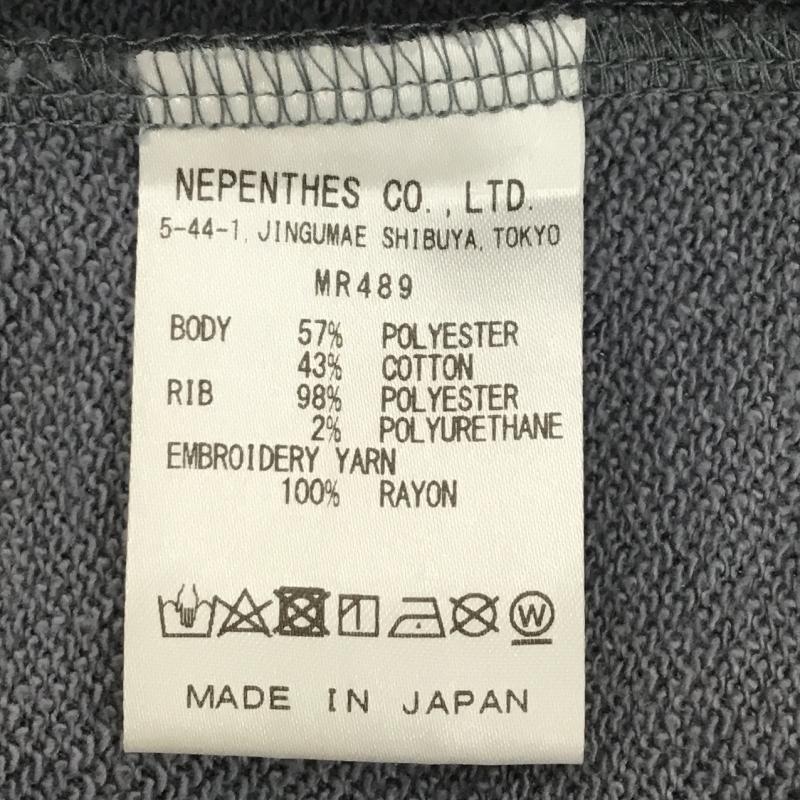 NEPENTHES CO., LTD.
5-44-1, JINGUMAE SHIBUYA, TOKYO
MR489
BODY 57% POLYESTER
43% COTTON
RIB 98% POLYESTER
2% POLYURETHANE
EMBROIDERY YARN
100% RAYON
W
MADE IN JAPAN